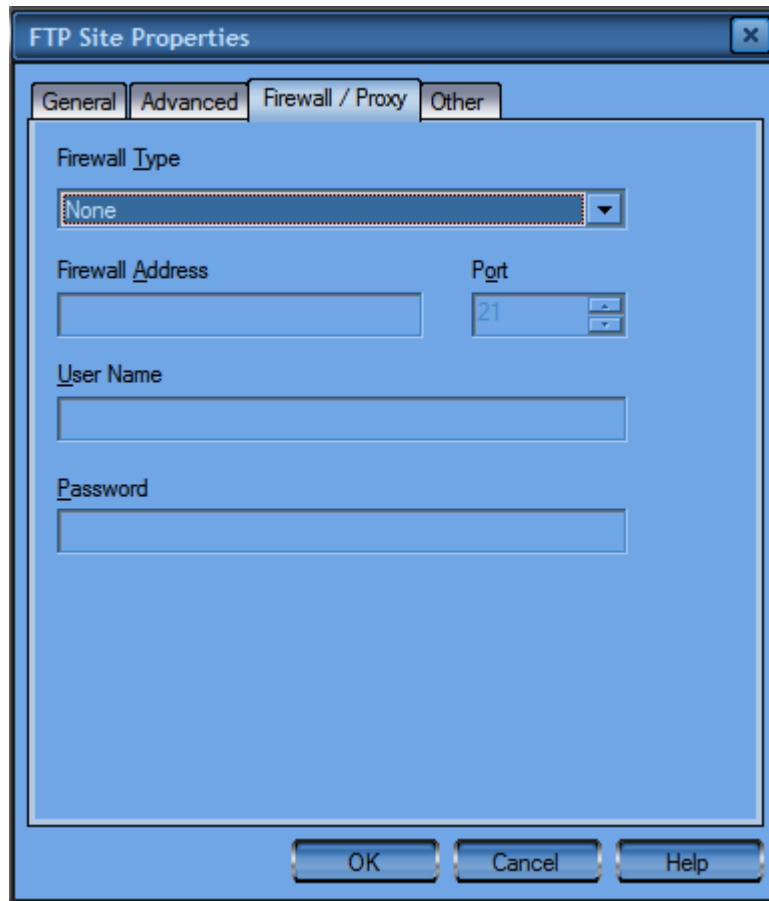 FTP Site Properties
General Advanced Firewall / Proxy Other
Firewall Type
None
Firewall Address Port
21
User Name
Password
OK Cancel Help